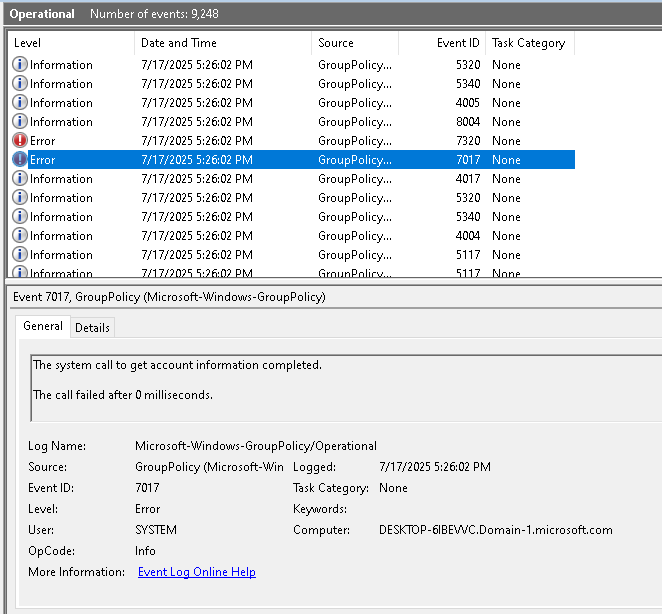 Operational Number of events: 9,248
Level Date and Time Source Event ID Task Category
Information 7/17/2025 5:26:02 PM GroupPolicy... 5320 None
Information 7/17/2025 5:26:02 PM GroupPolicy... 5340 None
Information 7/17/2025 5:26:02 PM GroupPolicy... 4005 None
Information 7/17/2025 5:26:02 PM GroupPolicy... 8004 None
Error 7/17/2025 5:26:02 PM GroupPolicy... 7320 None
Error 7/17/2025 5:26:02 PM GroupPolicy... 7017 None
Information 7/17/2025 5:26:02 PM GroupPolicy... 4017 None
Information 7/17/2025 5:26:02 PM GroupPolicy... 5320 None
Information 7/17/2025 5:26:02 PM GroupPolicy... 5340 None
Information 7/17/2025 5:26:02 PM GroupPolicy... 4004 None
Information 7/17/2025 5:26:02 PM GroupPolicy... 5117 None
Information 7/17/2025 5:26:02 PM GroupPolicy... 5117 None
Event 7017, GroupPolicy (Microsoft-Windows-GroupPolicy)
General Details
The system call to get account information completed.
The call failed after 0 milliseconds.
Log Name: Microsoft-Windows-GroupPolicy/Operational
Source: GroupPolicy (Microsoft-Win Logged: 7/17/2025 5:26:02 PM
Event ID: 7017 Task Category: None
Level: Error Keywords:
User: SYSTEM Computer: DESKTOP-6IBEVVC.Domain-1.microsoft.com
OpCode: Info
More Information: Event Log Online Help